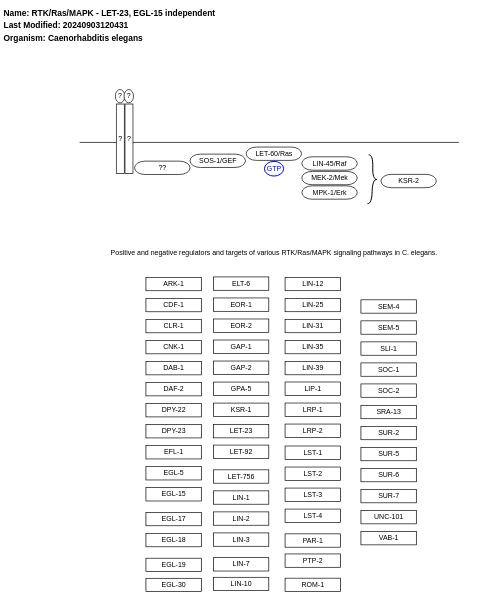 Name: RTK/Ras/MAPK - LET-23, EGL-15 independent
Last Modified: 20240903120431
Organism: Caenorhabditis elegans
? ?
? ?
??
SOS-1/GEF
LET-60/Ras
GTP
LIN-45/Raf
MEK-2/Mek
MPK-1/Erk
KSR-2
Positive and negative regulators and targets of various RTK/Ras/MAPK signaling pathways in C. elegans.
ARK-1
CDF-1
CLR-1
CNK-1
DAB-1
DAF-2
DPY-22
DPY-23
EFL-1
EGL-5
EGL-15
EGL-17
EGL-18
EGL-19
EGL-30
ELT-6
EOR-1
EOR-2
GAP-1
GAP-2
GPA-5
KSR-1
LET-23
LET-92
LET-756
LIN-1
LIN-2
LIN-3
LIN-7
LIN-10
LIN-12
LIN-25
LIN-31
LIN-35
LIN-39
LIP-1
LRP-1
LRP-2
LST-1
LST-2
LST-3
LST-4
PAR-1
PTP-2
ROM-1
SEM-4
SEM-5
SLI-1
SOC-1
SOC-2
SRA-13
SUR-2
SUR-5
SUR-6
SUR-7
UNC-101
VAB-1